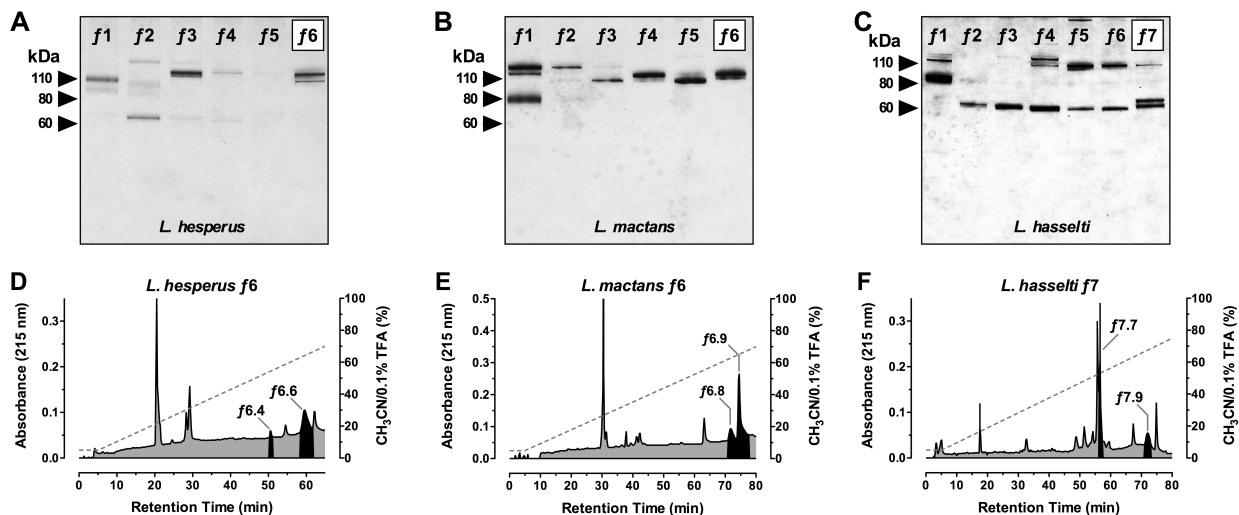 A
kDa
ƒ1 ƒ2 ƒ3 ƒ4 ƒ5 ƒ6
110
80
60
L. hesperus
B
kDa
ƒ1 ƒ2 ƒ3 ƒ4 ƒ5 ƒ6
110
80
60
L. mactans
C
kDa
ƒ1 ƒ2 ƒ3 ƒ4 ƒ5 ƒ6 ƒ7
110
80
60
L. hasselti
D
L. hesperus ƒ6
Absorbance (215 nm)
0.3
0.2
0.1
0.0
ƒ6.4
ƒ6.6
100
80
60
40
20
0
CH₃CN/0.1% TFA (%)
0 10 20 30 40 50 60
Retention Time (min)
E
L. mactans ƒ6
Absorbance (215 nm)
0.5
0.4
0.3
0.2
0.1
0.0
ƒ6.9
ƒ6.8
100
80
60
40
20
0
CH₃CN/0.1% TFA (%)
0 10 20 30 40 50 60 70 80
Retention Time (min)
F
L. hasselti ƒ7
Absorbance (215 nm)
0.3
0.2
0.1
0.0
ƒ7.7
ƒ7.9
100
80
60
40
20
0
CH₃CN/0.1% TFA (%)
0 10 20 30 40 50 60 70 80
Retention Time (min)